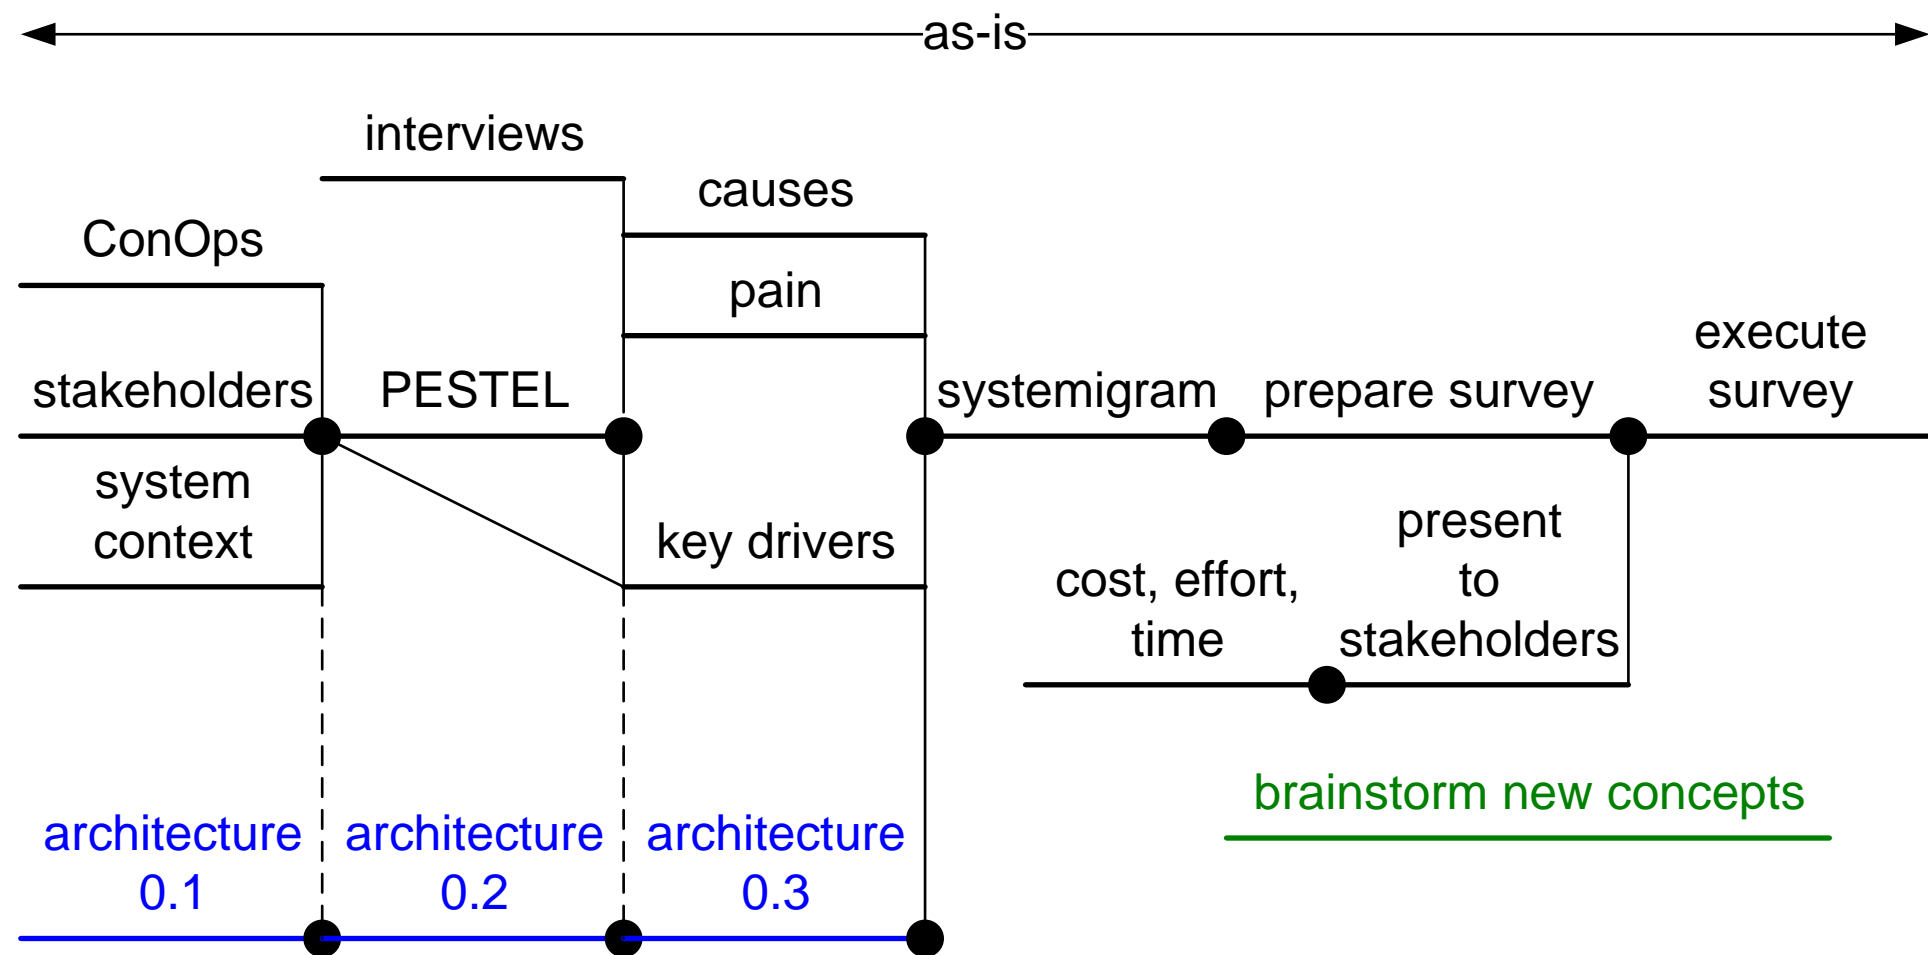 as-is
interviews
causes
ConOps
pain
execute
survey
stakeholders
PESTEL
systemigram
prepare survey
system
context
key drivers
present
to
stakeholders
cost, effort,
time
brainstorm new concepts
architecture
0.1
architecture
0.2
architecture
0.3